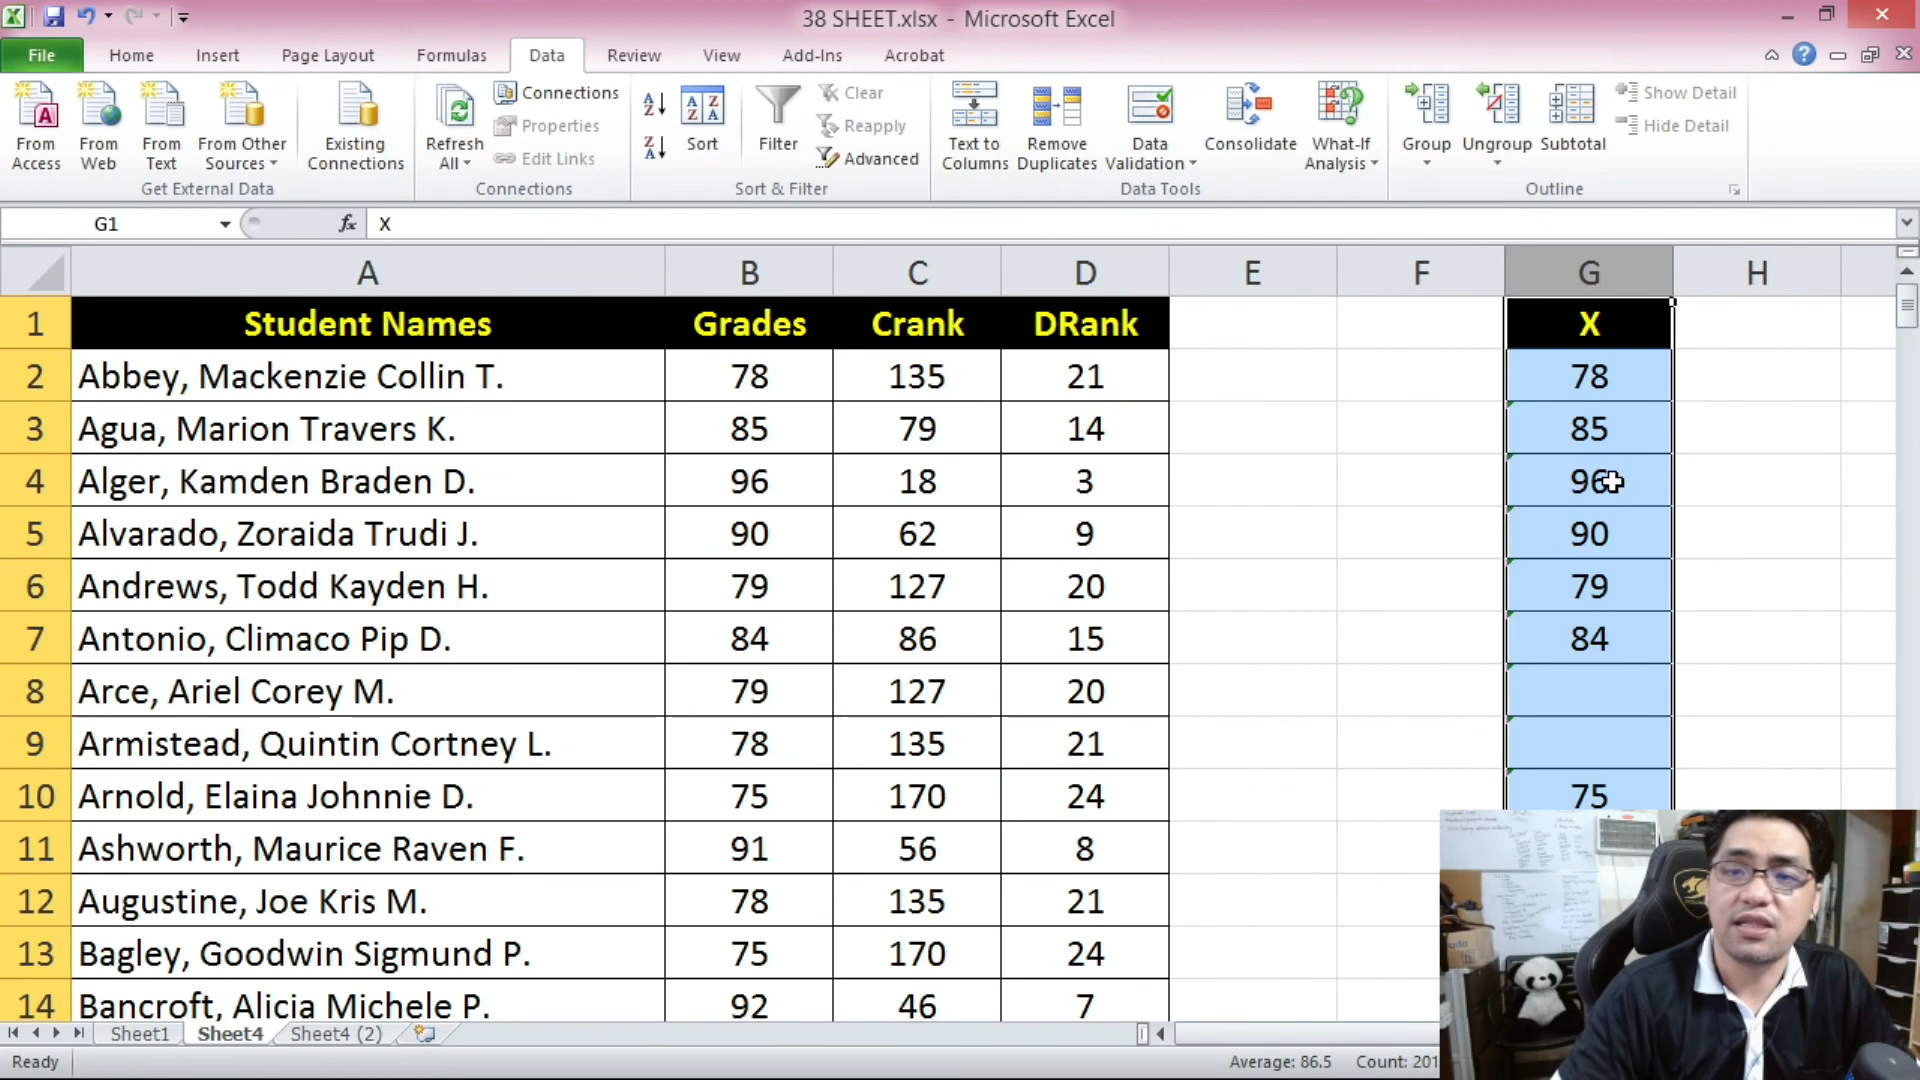 38 SHEET.xlsx - Microsoft Excel
File Home Insert Page Layout Formulas Data Review View Add-Ins Acrobat
From Access
From Web
From Text
From Other Sources
Existing Connections
Refresh All
Connections
Properties
Edit Links
Sort
Filter
Clear
Reapply
Advanced
Text to Columns
Remove Duplicates
Data Validation
Consolidate
What-If Analysis
Group
Ungroup
Subtotal
Show Detail
Hide Detail
Get External Data Connections Sort & Filter Data Tools Outline
G1 fx X
A B C D E F G H
1 Student Names Grades Crank DRank X
2 Abbey, Mackenzie Collin T. 78 135 21 78
3 Agua, Marion Travers K. 85 79 14 85
4 Alger, Kamden Braden D. 96 18 3 96
5 Alvarado, Zoraida Trudi J. 90 62 9 90
6 Andrews, Todd Kayden H. 79 127 20 79
7 Antonio, Climaco Pip D. 84 86 15 84
8 Arce, Ariel Corey M. 79 127 20
9 Armistead, Quintin Cortney L. 78 135 21
10 Arnold, Elaina Johnnie D. 75 170 24 75
11 Ashworth, Maurice Raven F. 91 56 8
12 Augustine, Joe Kris M. 78 135 21
13 Bagley, Goodwin Sigmund P. 75 170 24
14 Bancroft, Alicia Michele P. 92 46 7
Sheet1 Sheet4 Sheet4 (2)
Ready Average: 86.5 Count: 201